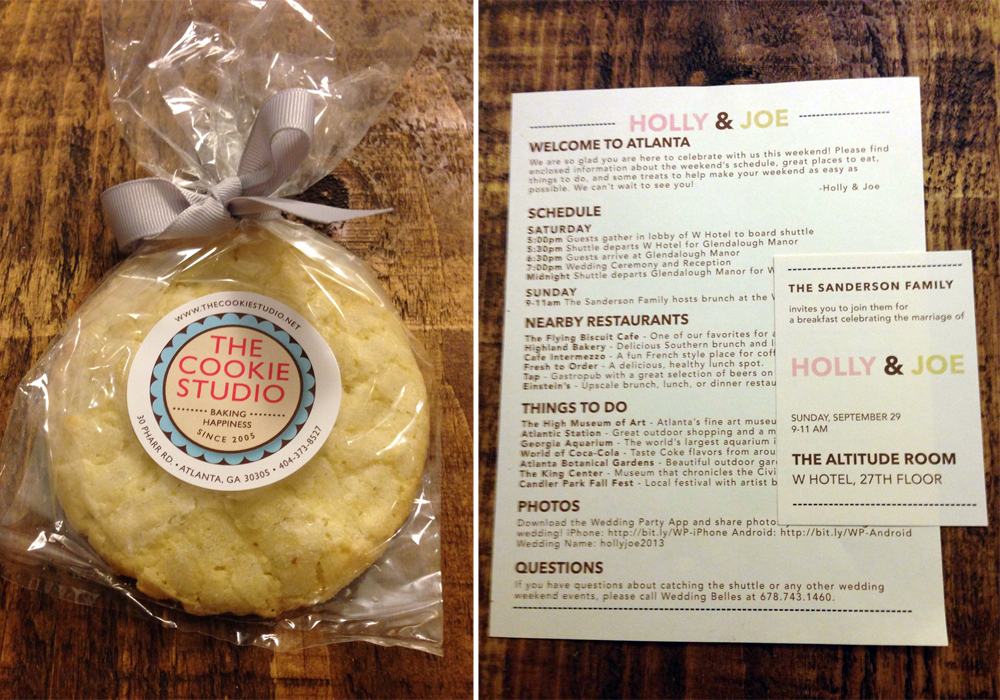 WWW.THECOOKIESTUDIO.NET
THE
COOKIE
STUDIO
BAKING
HAPPINESS
SINCE 2005
30 PHARR RD. • ATLANTA, GA 30305 • 404-373-8527
HOLLY & JOE
WELCOME TO ATLANTA
We are so glad you are here to celebrate with us this weekend! Please find
enclosed information about the weekend's schedule, great places to eat,
things to do, and some treats to help make your weekend as easy as
possible. We can't wait to see you!
-Holly & Joe
SCHEDULE
SATURDAY
5:00pm Guests gather in lobby of W Hotel to board shuttle
5:30pm Shuttle departs W Hotel for Glendalough Manor
6:30pm Guests arrive at Glendalough Manor
7:00pm Wedding Ceremony and Reception
Midnight Shuttle departs Glendalough Manor for W
SUNDAY
9-11am The Sanderson Family hosts brunch at the
NEARBY RESTAURANTS
The Flying Biscuit Cafe - One of our favorites for
Highland Bakery - Delicious Southern brunch and
Cafe Intermezzo - A fun French style place for coff
Fresh to Order - A delicious, healthy lunch spot.
Tap - Gastropub with a great selection of beers on
Einstein's - Upscale brunch, lunch, or dinner restau
THINGS TO DO
The High Museum of Art - Atlanta's fine art museu
Atlantic Station - Great outdoor shopping and a m
Georgia Aquarium - The world's largest aquarium
World of Coca-Cola - Taste Coke flavors from arou
Atlanta Botanical Gardens - Beautiful outdoor gar
The King Center - Museum that chronicles the Civi
Candler Park Fall Fest - Local festival with artist b
PHOTOS
Download the Wedding Party App and share photo
wedding! iPhone: http://bit.ly/WP-iPhone Android: http://bit.ly/WP-Android
Wedding Name: hollyjoe2013
QUESTIONS
If you have questions about catching the shuttle or any other wedding
weekend events, please call Wedding Belles at 678.743.1460.
THE SANDERSON FAMILY
invites you to join them for
a breakfast celebrating the marriage of
HOLLY & JOE
SUNDAY, SEPTEMBER 29
9-11 AM
THE ALTITUDE ROOM
W HOTEL, 27TH FLOOR